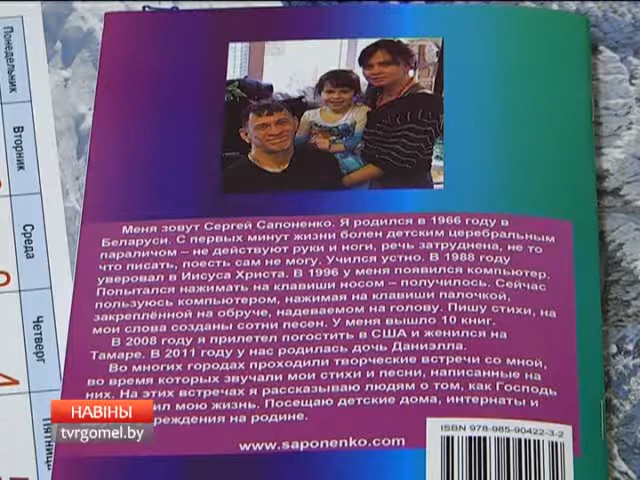 Понедельник
Вторник
Среда
Четверг
Пятница
4
Меня зовут Сергей Сапоненко. Я родился в 1966 году в
Беларуси. С первых минут жизни болен детским церебральным
параличом – не действуют руки и ноги, речь затруднена, не то
что писать, поесть сам не могу. Учился устно. В 1988 году
уверовал в Иисуса Христа. В 1996 у меня появился компьютер.
Попытался нажимать на клавиши носом – получилось. Сейчас
пользуюсь компьютером, нажимая на клавиши палочкой,
закреплённой на обруче, надеваемом на голову. Пишу стихи, на
мои слова созданы сотни песен. У меня вышло 10 книг.
В 2008 году я прилетел погостить в США и женился на
Тамаре. В 2011 году у нас родилась дочь Даниэлла.
Во многих городах проходили творческие встречи со мной,
во время которых звучали мои стихи и песни, написанные на
них. На этих встречах я рассказываю людям о том, как Господь
ил мою жизнь. Посещаю детские дома, интернаты и
реждения на родине.
www.saponenko.com
ISBN 978-985-90422-3-2
НАВІНЫ
tvrgomel.by